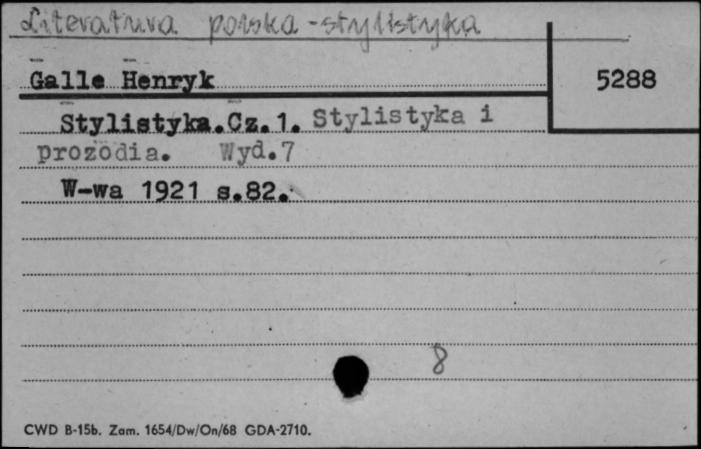 Literatura polska - stylistyka
Galle Henryk
5288
Stylistyka.Cz.1. Stylistyka i
prozodia. Wyd.7
W-wa 1921 s.82.
8
CWD B-15b. Zam. 1654/Dw/On/68 GDA-2710.